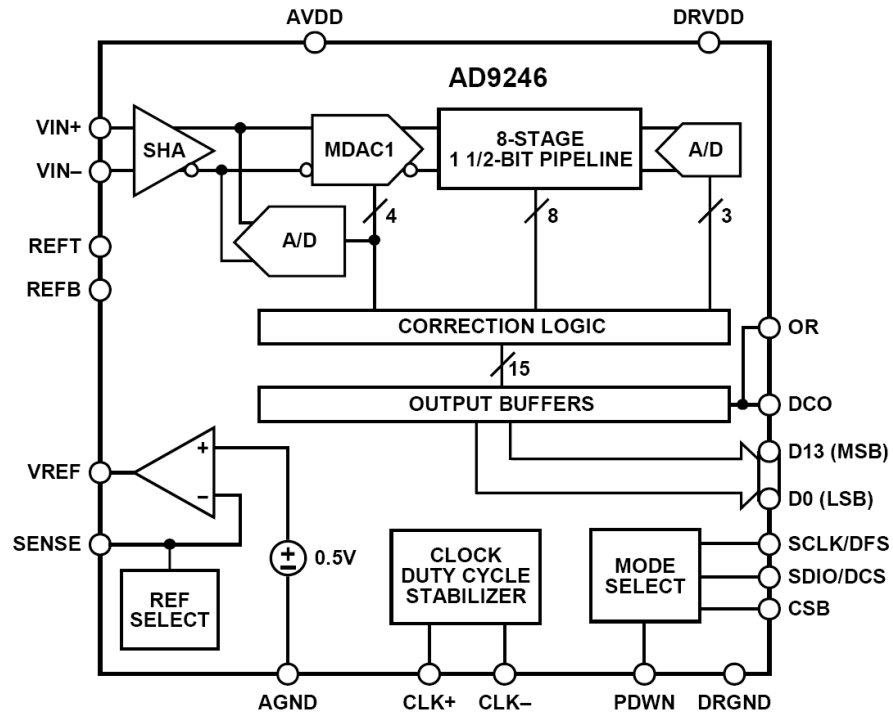 AVDD
DRVDD
AD9246
VIN+
VIN–
SHA
MDAC1
8-STAGE
1 1/2-BIT PIPELINE
A/D
4
8
3
A/D
REFT
REFB
CORRECTION LOGIC
OR
15
OUTPUT BUFFERS
DCO
D13 (MSB)
D0 (LSB)
VREF
+
–
SENSE
0.5V
REF
SELECT
CLOCK
DUTY CYCLE
STABILIZER
MODE
SELECT
SCLK/DFS
SDIO/DCS
CSB
AGND
CLK+
CLK–
PDWN
DRGND